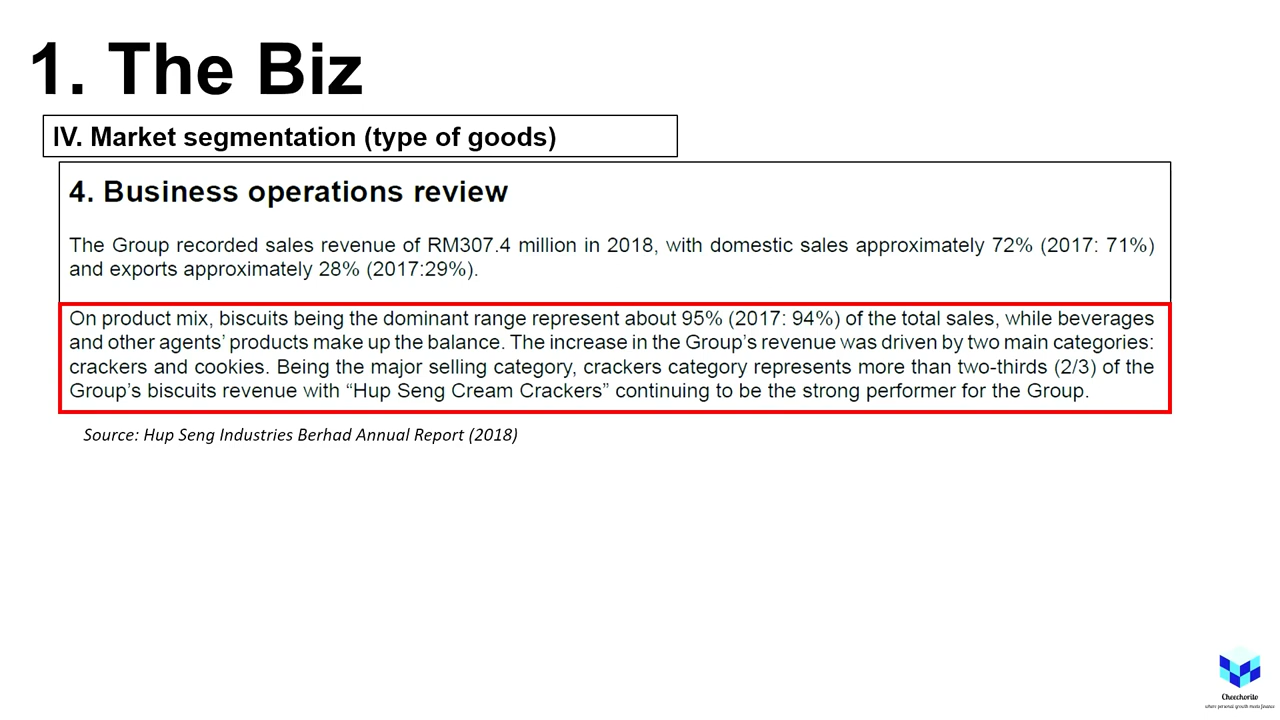 1. The Biz
IV. Market segmentation (type of goods)
4. Business operations review
The Group recorded sales revenue of RM307.4 million in 2018, with domestic sales approximately 72% (2017: 71%)
and exports approximately 28% (2017:29%).
On product mix, biscuits being the dominant range represent about 95% (2017: 94%) of the total sales, while beverages
and other agents’ products make up the balance. The increase in the Group’s revenue was driven by two main categories:
crackers and cookies. Being the major selling category, crackers category represents more than two-thirds (2/3) of the
Group’s biscuits revenue with “Hup Seng Cream Crackers” continuing to be the strong performer for the Group.
Source: Hup Seng Industries Berhad Annual Report (2018)
Cheechorito
where personal growth meets finance